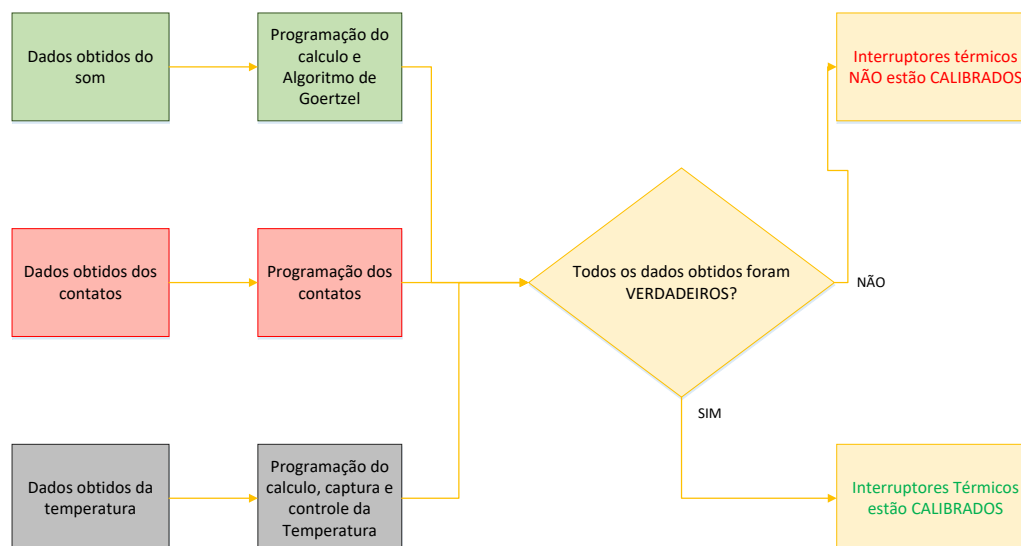 Dados obtidos do
som
Programação do
calculo e
Algoritmo de
Goertzel
Interruptores térmicos
NÃO estão CALIBRADOS
Dados obtidos dos
contatos
Programação dos
contatos
Todos os dados obtidos foram
VERDADEIROS?
NÃO
SIM
Dados obtidos da
temperatura
Programação do
calculo, captura e
controle da
Temperatura
Interruptores Térmicos
estão CALIBRADOS